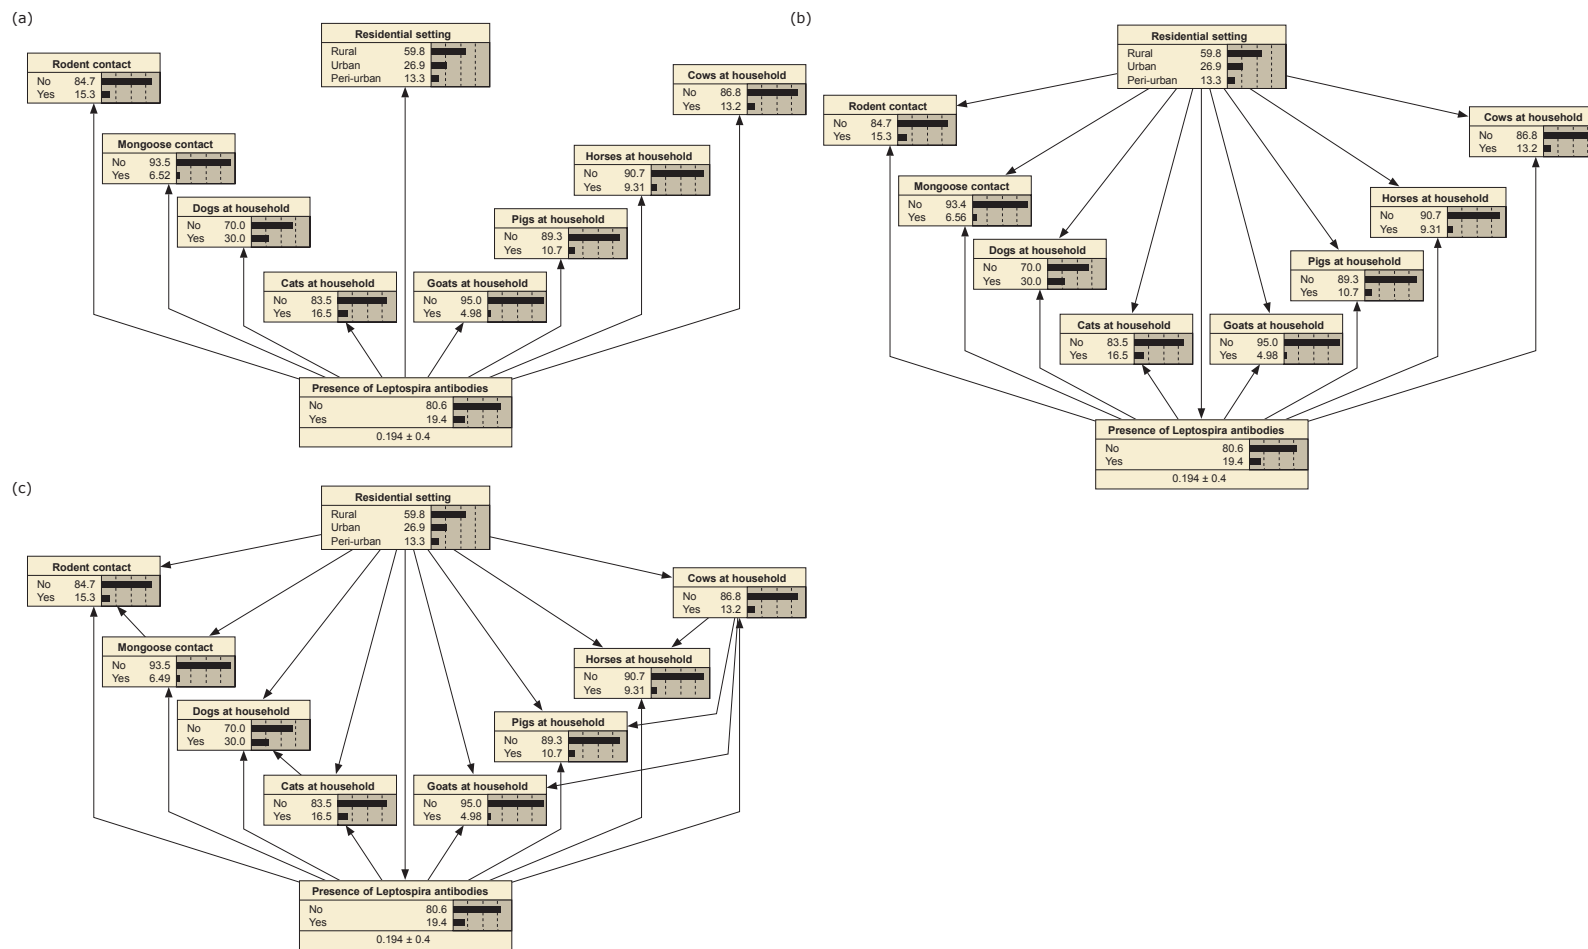 (a)
Residential setting
Rural 59.8
Urban 26.9
Peri-urban 13.3
Rodent contact
No 84.7
Yes 15.3
Cows at household
No 86.8
Yes 13.2
Mongoose contact
No 93.5
Yes 6.52
Horses at household
No 90.7
Yes 9.31
Dogs at household
No 70.0
Yes 30.0
Pigs at household
No 89.3
Yes 10.7
Cats at household
No 83.5
Yes 16.5
Goats at household
No 95.0
Yes 4.98
Presence of Leptospira antibodies
No 80.6
Yes 19.4
0.194 ± 0.4
(b)
Residential setting
Rural 59.8
Urban 26.9
Peri-urban 13.3
Rodent contact
No 84.7
Yes 15.3
Cows at household
No 86.8
Yes 13.2
Mongoose contact
No 93.4
Yes 6.56
Horses at household
No 90.7
Yes 9.31
Dogs at household
No 70.0
Yes 30.0
Pigs at household
No 89.3
Yes 10.7
Cats at household
No 83.5
Yes 16.5
Goats at household
No 95.0
Yes 4.98
Presence of Leptospira antibodies
No 80.6
Yes 19.4
0.194 ± 0.4
(c)
Residential setting
Rural 59.8
Urban 26.9
Peri-urban 13.3
Rodent contact
No 84.7
Yes 15.3
Cows at household
No 86.8
Yes 13.2
Mongoose contact
No 93.5
Yes 6.49
Horses at household
No 90.7
Yes 9.31
Dogs at household
No 70.0
Yes 30.0
Pigs at household
No 89.3
Yes 10.7
Cats at household
No 83.5
Yes 16.5
Goats at household
No 95.0
Yes 4.98
Presence of Leptospira antibodies
No 80.6
Yes 19.4
0.194 ± 0.4